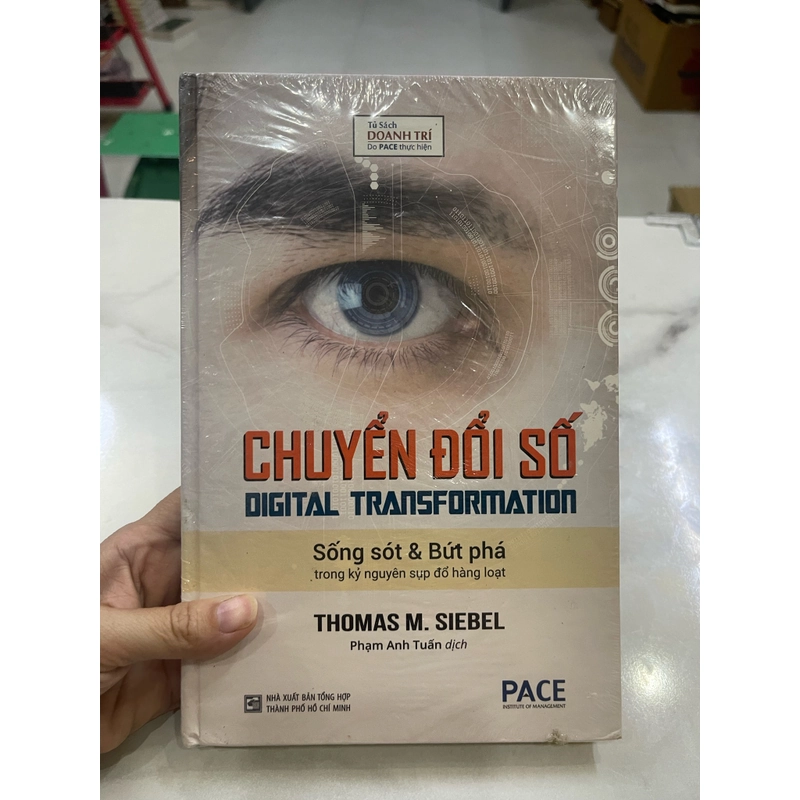 Tủ Sách
DOANH TRÍ
Do PACE thực hiện
CHUYỂN ĐỔI SỐ
DIGITAL TRANSFORMATION
Sống sót & Bứt phá
trong kỷ nguyên sụp đổ hàng loạt
THOMAS M. SIEBEL
Phạm Anh Tuấn dịch
NHÀ XUẤT BẢN TỔNG HỢP
THÀNH PHỐ HỒ CHÍ MINH
PACE
INSTITUTE OF MANAGEMENT